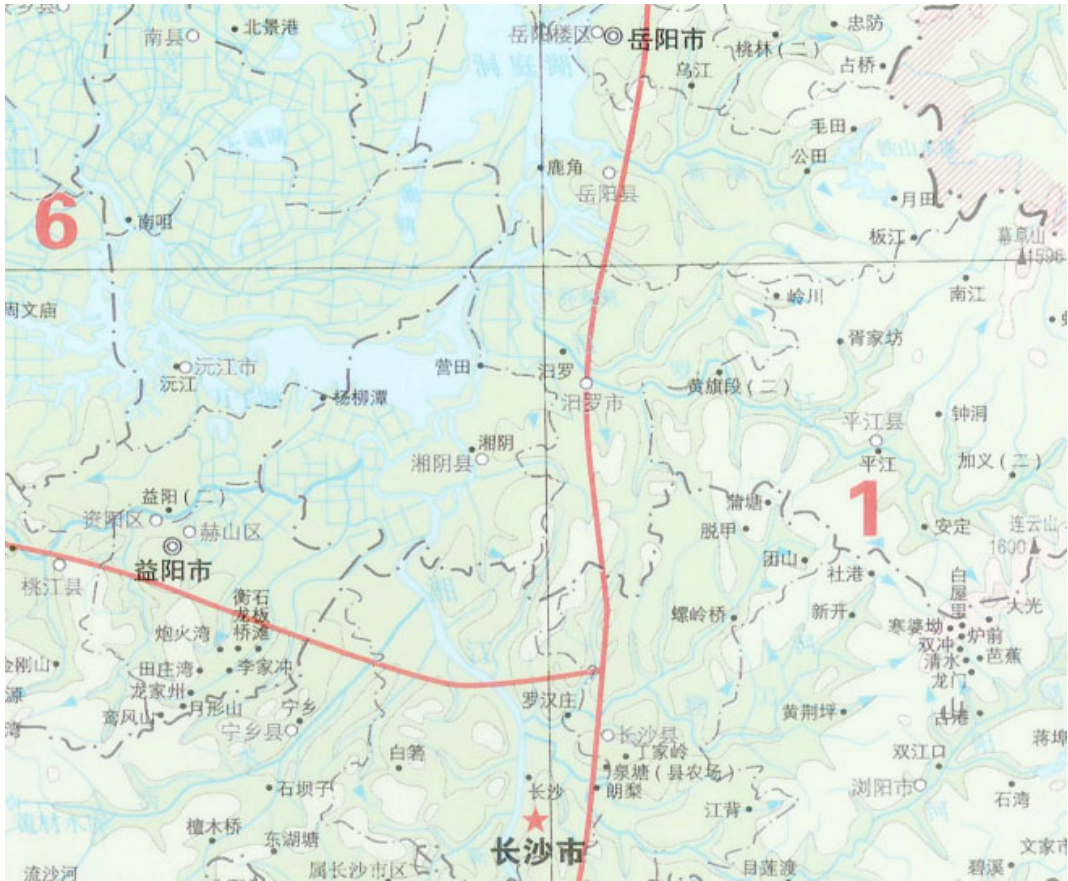 北景港
南县
岳阳楼区
岳阳市
忠防
桃林(二)
占桥
洞庭湖
乌江
毛田
公田
鹿角
岳阳县
月田
6
南咀
板江
幕阜山
1596
南江
周文庙
岭川
胥家坊
沅江市
沅江
营田
汨罗
黄旗段(二)
杨柳潭
汨罗市
平江县
钟洞
湘阴
湘阴县
平江
加义(二)
益阳(二)
蒲塘
1
资阳区
赫山区
脱甲
安定
连云山
1600
益阳市
团山
社港
桃江县
白屋里
大光
衡龙桥
石板滩
螺岭桥
新开
寒婆坳
炮火湾
炉前
双冲
芭蕉
田庄湾
李家冲
清水
龙门
龙家州
江
月形山
罗汉庄
鸾凤山
宁乡
黄荆坪
古港
宁乡县
长沙县
丁家岭
双江口
蒋埠
白箬
泉塘(县农场)
石坝子
长沙
朗梨
浏阳市
石湾
江背
河
檀木桥
东湖塘
长沙市
文家市
流沙河
属长沙市区
目莲渡
碧溪